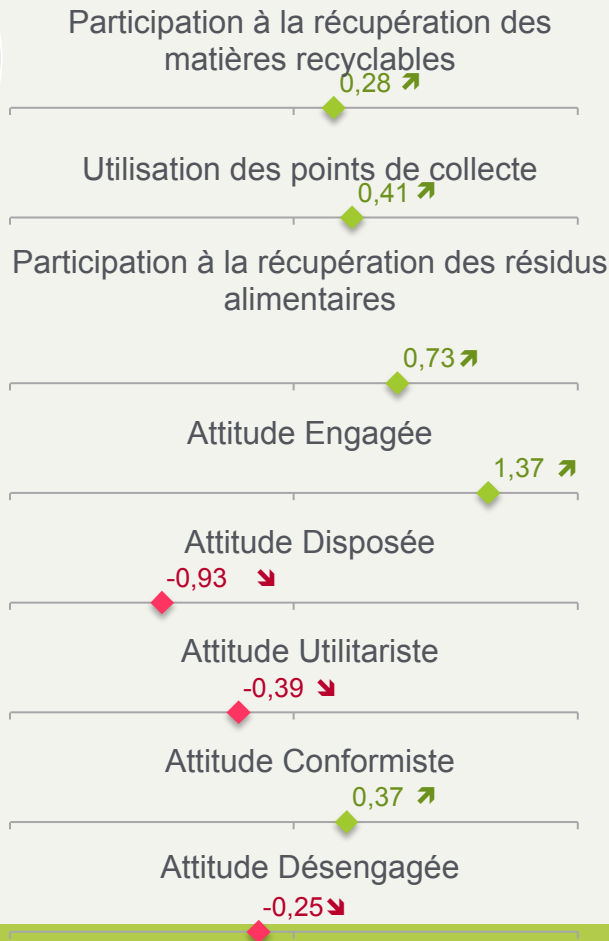 Participation à la récupération des
matières recyclables
0,28 ↗
Utilisation des points de collecte
0,41 ↗
Participation à la récupération des résidus
alimentaires
0,73 ↗
Attitude Engagée
1,37 ↗
Attitude Disposée
-0,93 ↘
Attitude Utilitariste
-0,39 ↘
Attitude Conformiste
0,37 ↗
Attitude Désengagée
-0,25 ↘